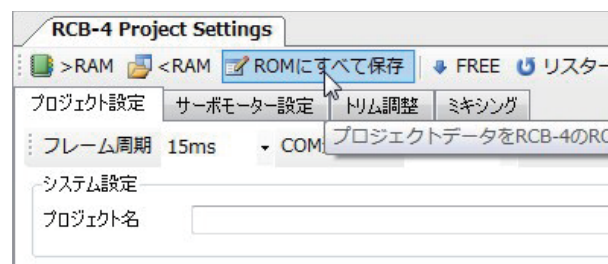 RCB-4 Project Settings
>RAM <RAM ROMにすべて保存 FREE リスター
プロジェクト設定 サーボモーター設定 トリム調整 ミキシング
フレーム周期 15ms COM プロジェクトデータをRCB-4のRO
システム設定
プロジェクト名